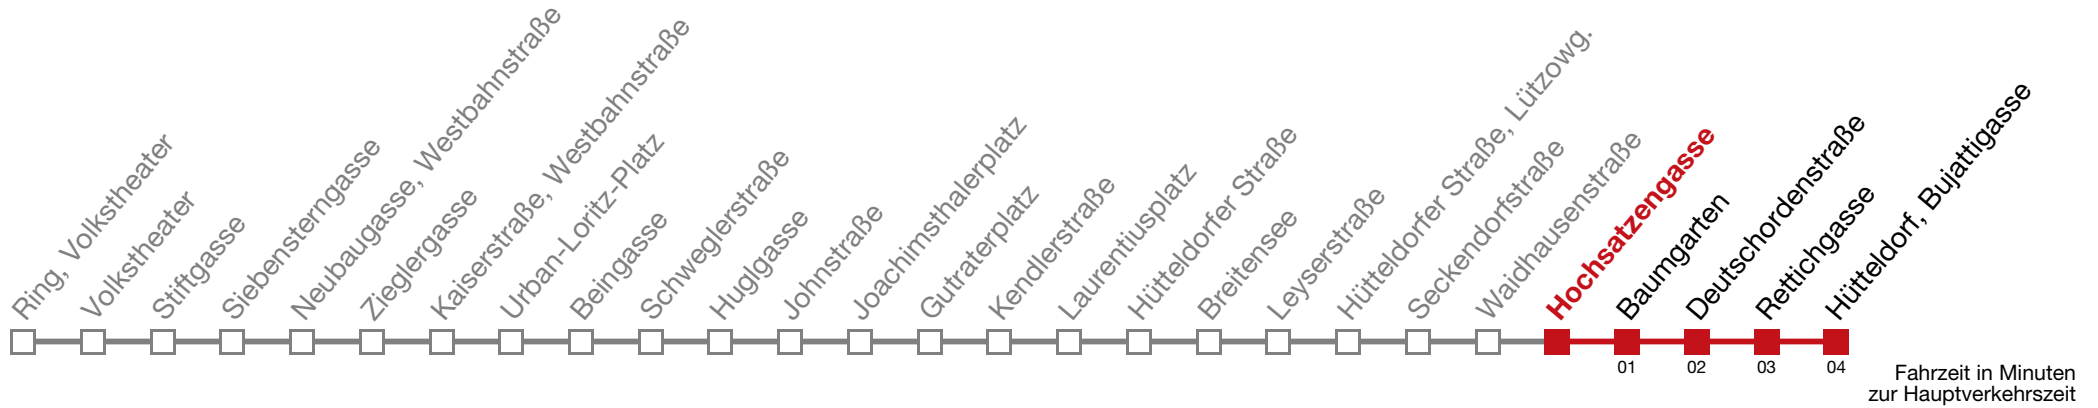 Ring, Volkstheater
Volkstheater
Stiftgasse
Siebensterngasse
Neubaugasse, Westbahnstraße
Zieglergasse
Kaiserstraße, Westbahnstraße
Urban-Loritz-Platz
Beingasse
Schweglerstraße
Huglgasse
Johnstraße
Joachimsthalerplatz
Gutraterplatz
Kendlerstraße
Laurentiusplatz
Hütteldorfer Straße
Breitensee
Leyserstraße
Hütteldorfer Straße, Lützowg.
Seckendorfstraße
Waidhausenstraße
Hochsatzengasse
Baumgarten
Deutschordenstraße
Rettichgasse
Hütteldorf, Bujattigasse
01 02 03 04
Fahrzeit in Minuten
zur Hauptverkehrszeit